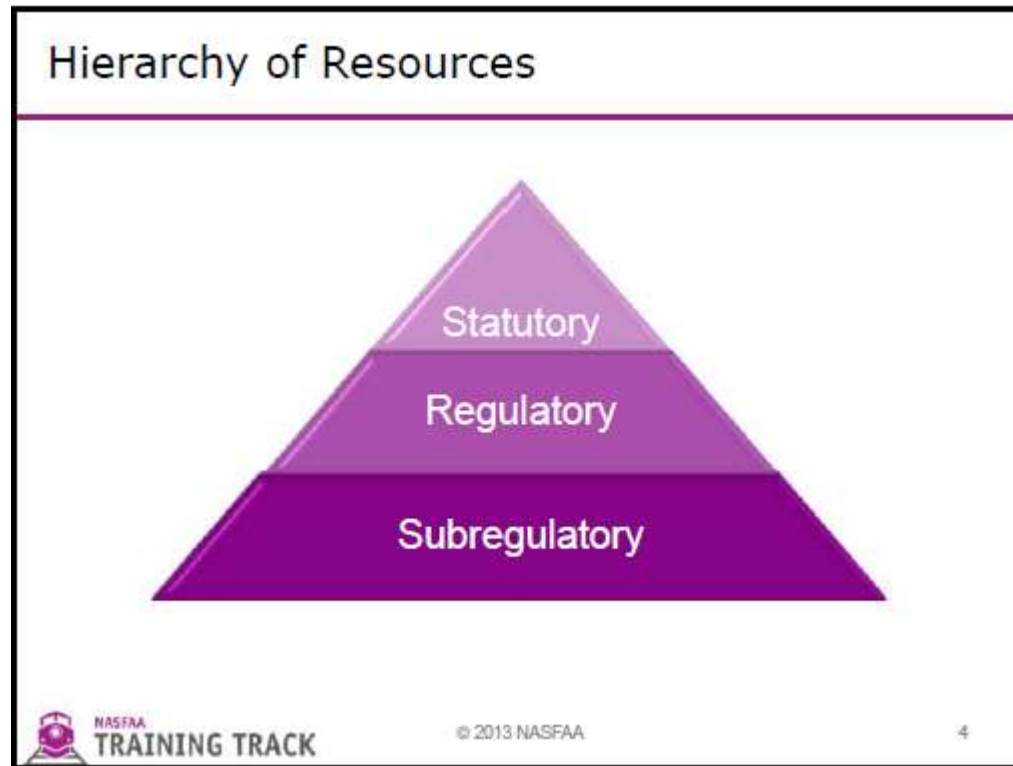 Hierarchy of Resources
Statutory
Regulatory
Subregulatory
NASFAA
TRAINING TRACK
© 2013 NASFAA
4